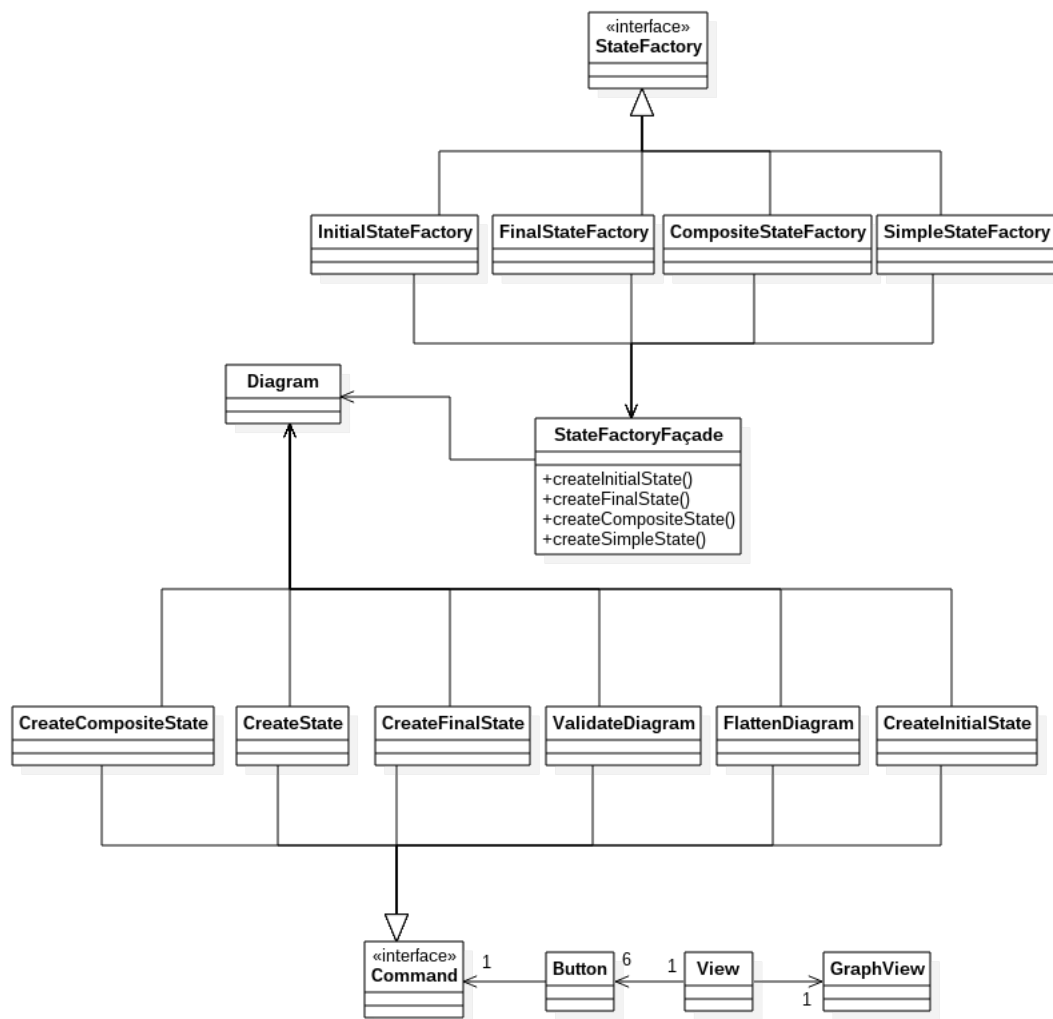 «interface»
StateFactory
InitialStateFactory
FinalStateFactory
CompositeStateFactory
SimpleStateFactory
Diagram
StateFactoryFaçade
+createInitialState()
+createFinalState()
+createCompositeState()
+createSimpleState()
CreateCompositeState
CreateState
CreateFinalState
ValidateDiagram
FlattenDiagram
CreateInitialState
«interface»
Command
1
Button
6
1
View
1
GraphView